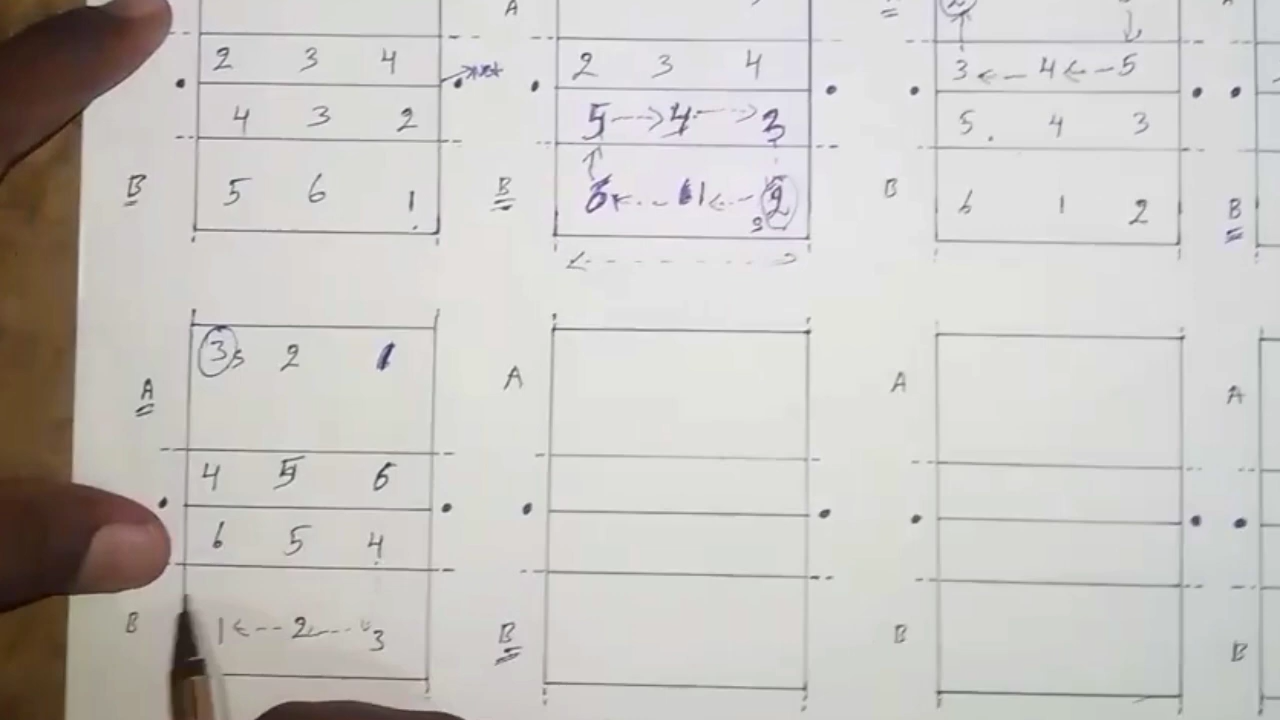 A
2 3 4
4 3 2
B
5 6 1
2 3 4
5 4 3
B
6 1 2
3 4 5
5. 4 3
B
6 1 2
B
A
3 s 2 1
4 5 6
6 5 4
B
1 2 3
A
B
A
B
A
B